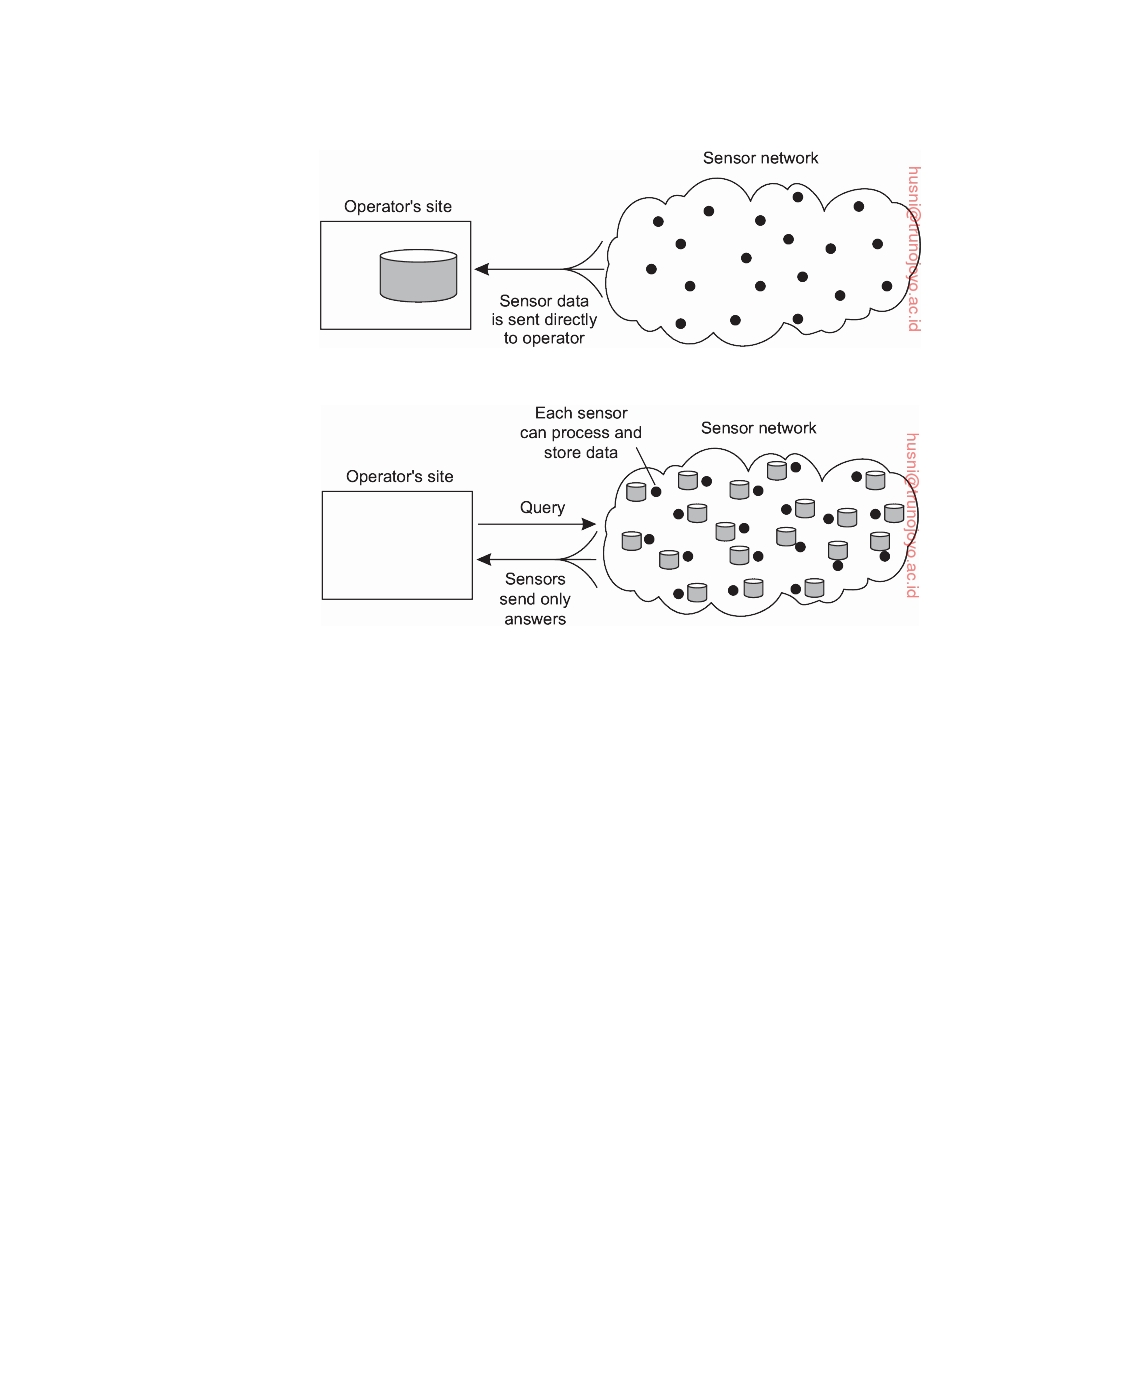 Sensor network
Operator's site
Sensor data
is sent directly
to operator
husni@trunojoyo.ac.id
Each sensor
can process and
store data
Sensor network
Operator's site
Query
Sensors
send only
answers
husni@trunojoyo.ac.id